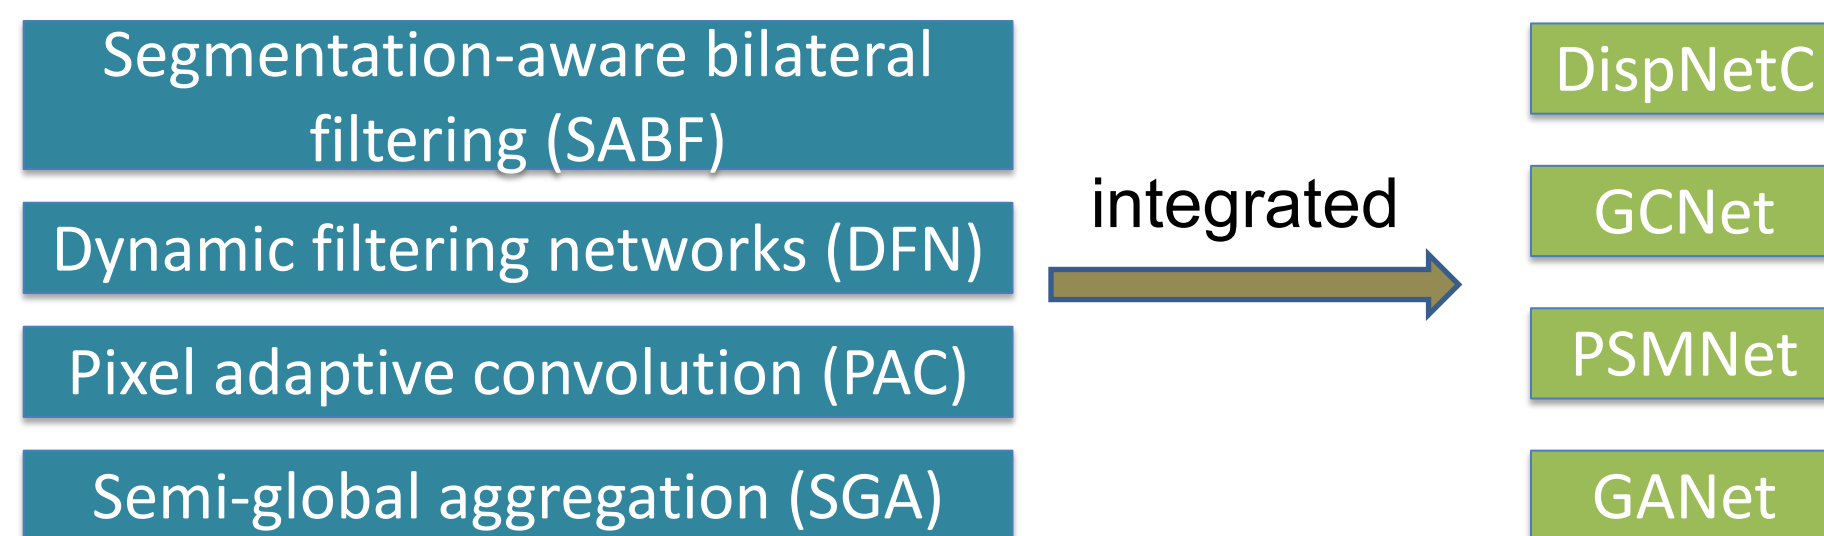 Segmentation-aware bilateral
filtering (SABF)
Dynamic filtering networks (DFN)
Pixel adaptive convolution (PAC)
Semi-global aggregation (SGA)
integrated
DispNetC
GCNet
PSMNet
GANet